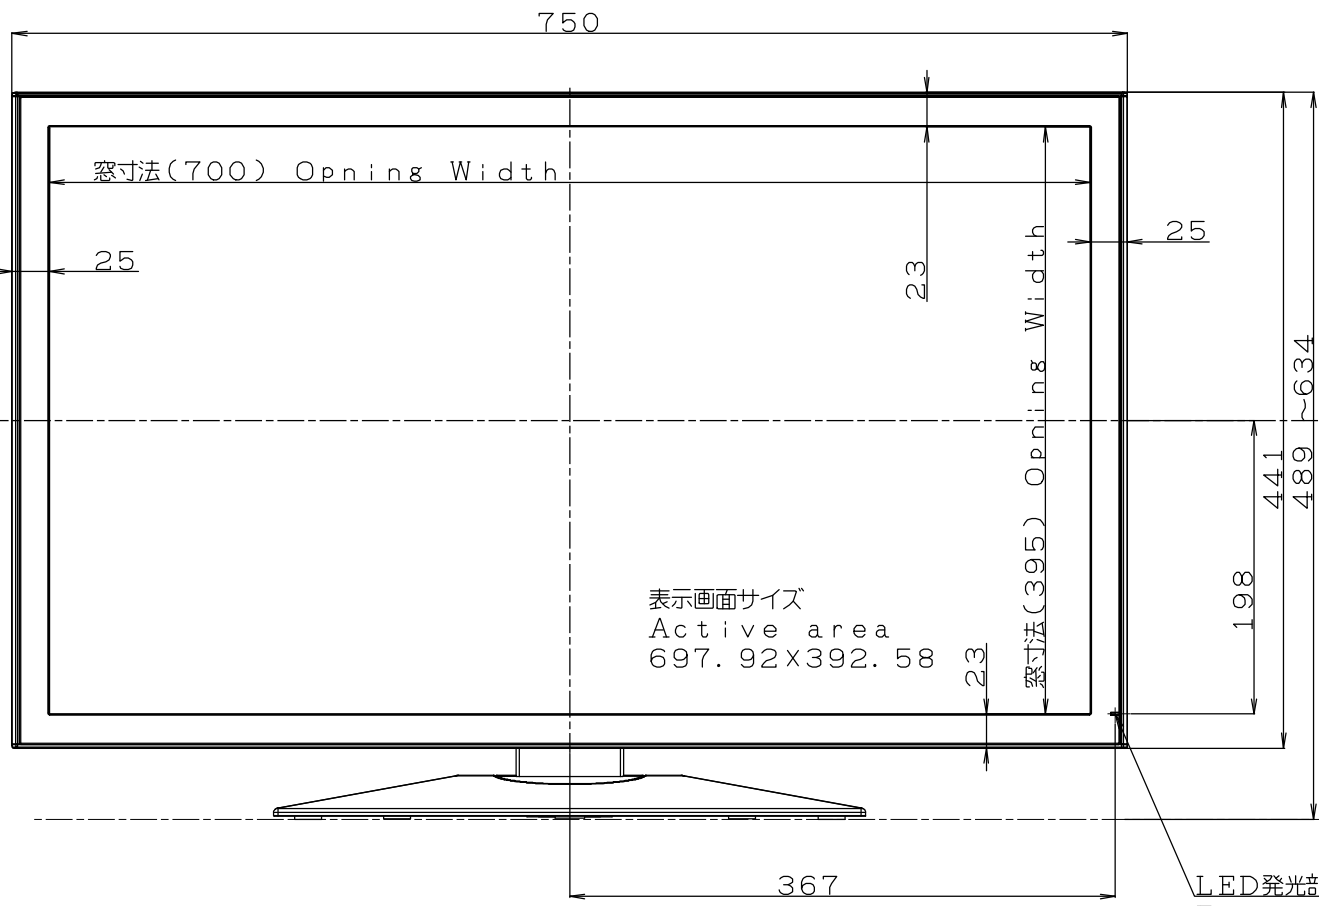 750
窓寸法(700) Opning Width
25
25
23
窓寸法(395) Opning Width
489~634
441
198
表示画面サイズ
Active area
697.92X392.58
23
367
LED発光部